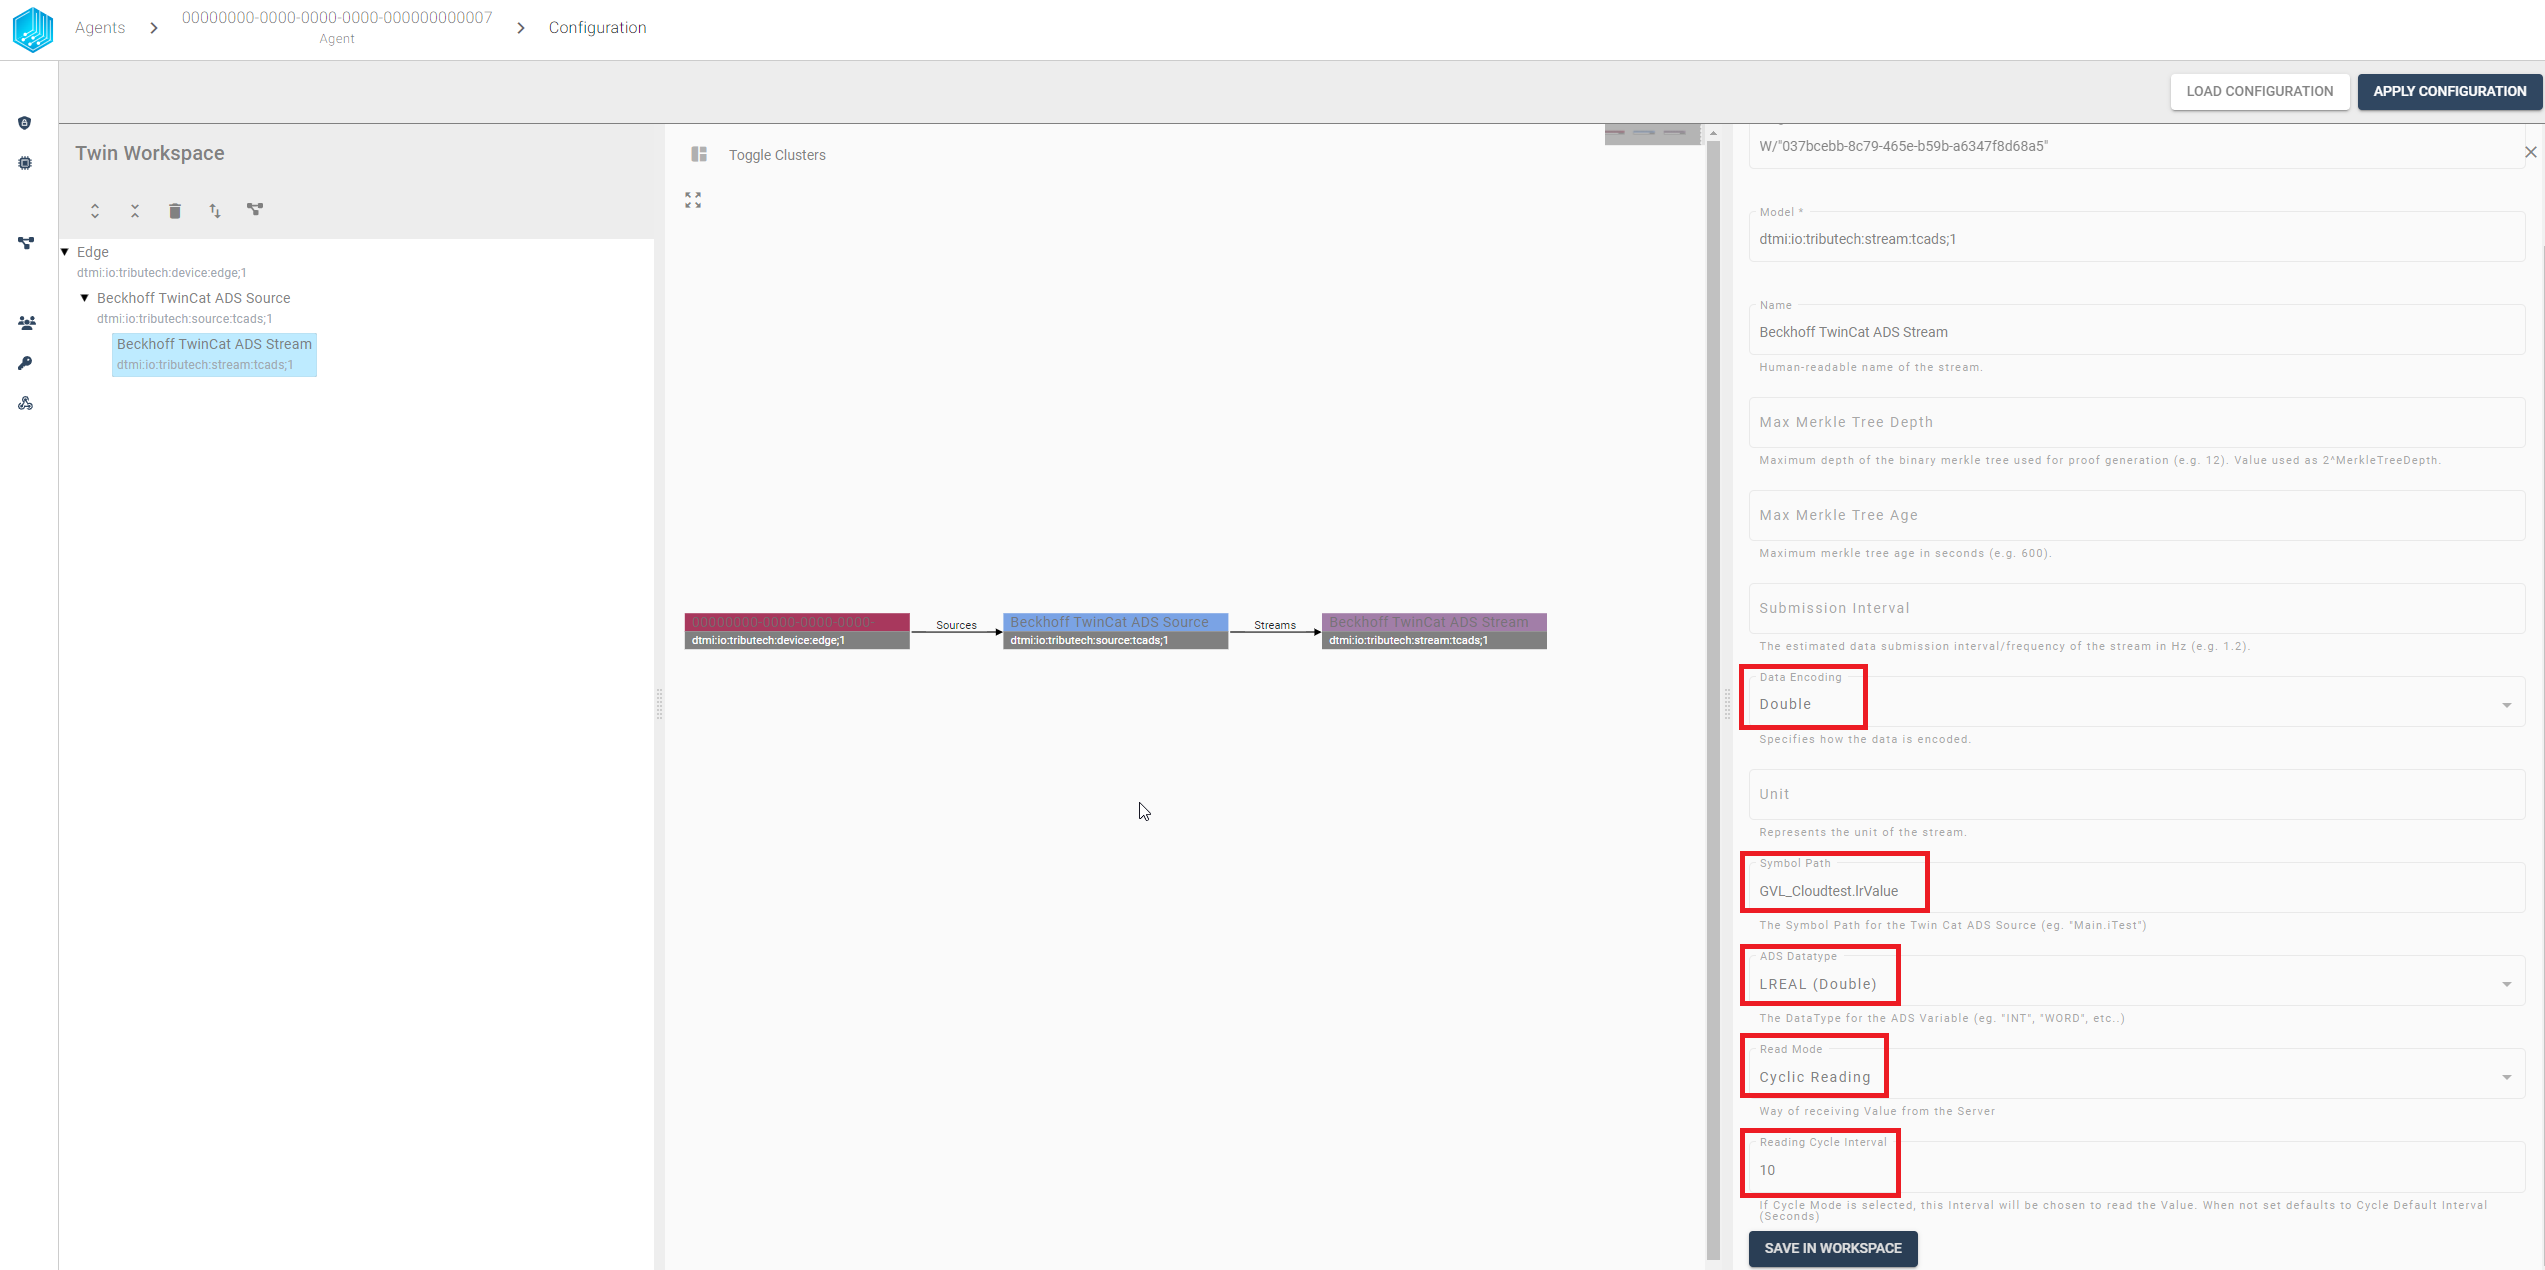 Agents
00000000-0000-0000-0000-000000000007
Agent
Configuration
LOAD CONFIGURATION
APPLY CONFIGURATION
Twin Workspace
Edge
dtmi:io:tributech:device:edge;1
Beckhoff TwinCat ADS Source
dtmi:io:tributech:source:tcads;1
Beckhoff TwinCat ADS Stream
dtmi:io:tributech:stream:tcads;1
Toggle Clusters
00000000-0000-0000-0000-
dtmi:io:tributech:device:edge;1
Sources
Beckhoff TwinCat ADS Source
dtmi:io:tributech:source:tcads;1
Streams
Beckhoff TwinCat ADS Stream
dtmi:io:tributech:stream:tcads;1
W/"037bcebb-8c79-465e-b59b-a6347f8d68a5"
Model *
dtmi:io:tributech:stream:tcads;1
Name
Beckhoff TwinCat ADS Stream
Human-readable name of the stream.
Max Merkle Tree Depth
Maximum depth of the binary merkle tree used for proof generation (e.g. 12). Value used as 2^MerkleTreeDepth.
Max Merkle Tree Age
Maximum merkle tree age in seconds (e.g. 600).
Submission Interval
The estimated data submission interval/frequency of the stream in Hz (e.g. 1.2).
Data Encoding
Double
Specifies how the data is encoded.
Unit
Represents the unit of the stream.
Symbol Path
GVL_Cloudtest.lrValue
The Symbol Path for the Twin Cat ADS Source (eg. "Main.iTest")
ADS Datatype
LREAL (Double)
The DataType for the ADS Variable (eg. "INT", "WORD", etc..)
Read Mode
Cyclic Reading
Way of receiving Value from the Server
Reading Cycle Interval
10
If Cycle Mode is selected, this Interval will be chosen to read the Value. When not set defaults to Cycle Default Interval
(Seconds)
SAVE IN WORKSPACE